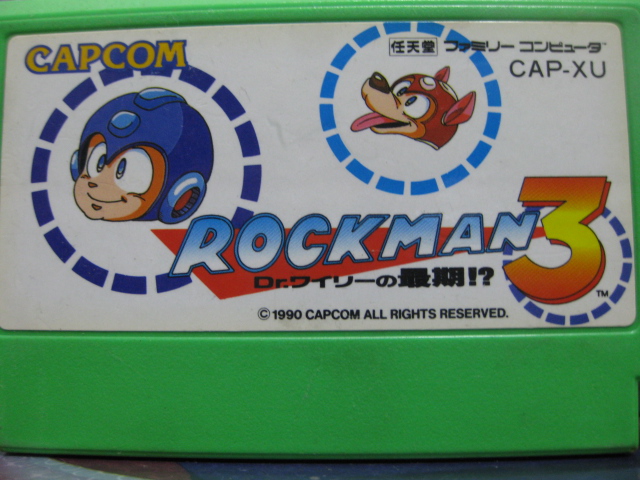 CAPCOM
任天堂 ファミリー コンピュータ
CAP-XU
ROCKMAN 3
Dr.ワイリーの最期!?
TM
©1990 CAPCOM ALL RIGHTS RESERVED.